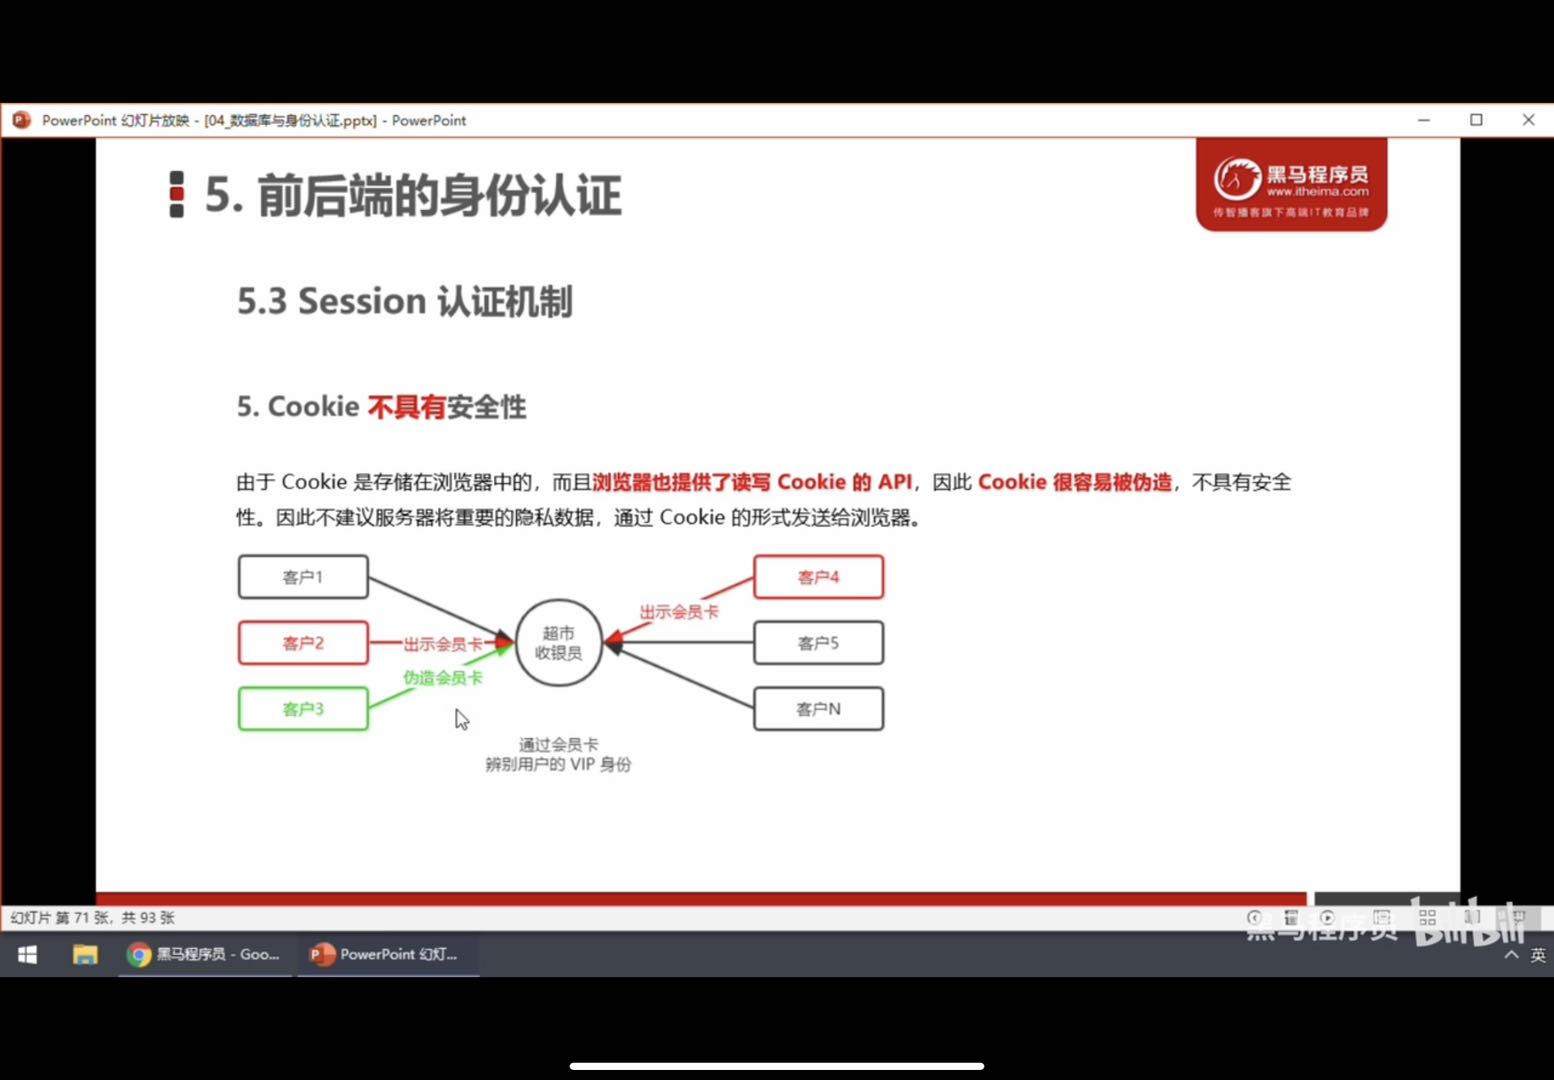 PowerPoint 幻灯片放映 - [04_数据库与身份认证.pptx] - PowerPoint
5. 前后端的身份认证
黑马程序员
www.itheima.com
传智播客旗下高端IT教育品牌
5.3 Session 认证机制
5. Cookie 不具有安全性
由于 Cookie 是存储在浏览器中的，而且浏览器也提供了读写 Cookie 的 API，因此 Cookie 很容易被伪造，不具有安全
性。因此不建议服务器将重要的隐私数据，通过 Cookie 的形式发送给浏览器。
客户1
客户4
出示会员卡
客户2
出示会员卡
超市
收银员
客户5
伪造会员卡
客户3
客户N
通过会员卡
辨别用户的 VIP 身份
幻灯片 第 71 张，共 93 张
黑马程序员 bilibili
黑马程序员 - Goo...
PowerPoint 幻灯...
英